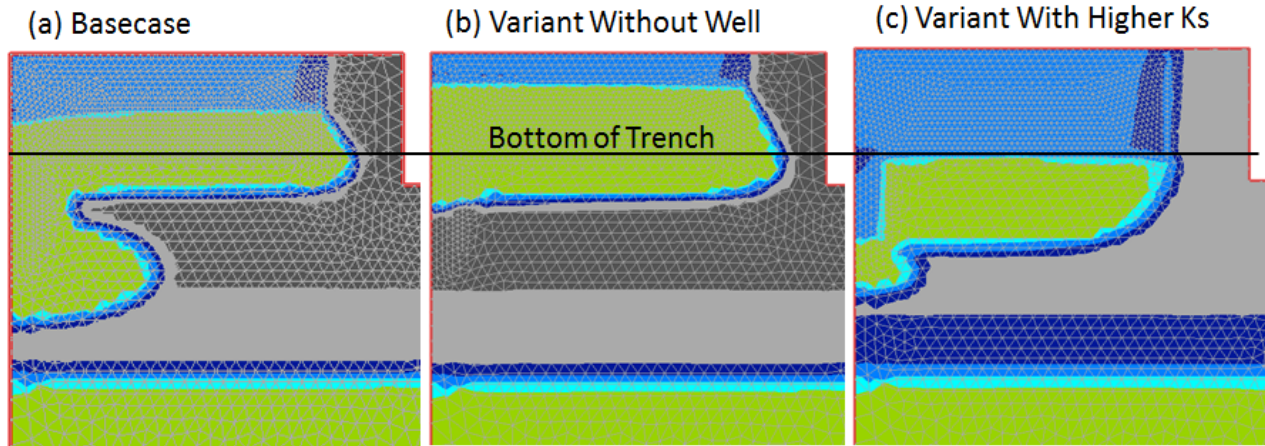 (a) Basecase
(b) Variant Without Well
(c) Variant With Higher Ks
Bottom of Trench